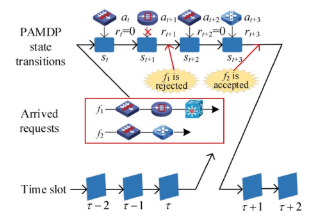 PAMDP state transitions
a_t a_{t+1} a_{t+2} a_{t+3}
r_t=0 r_{t+1} r_{t+2}=0 r_{t+3}
s_t s_{t+1} s_{t+2} s_{t+3}
f_1 is rejected
f_2 is accepted
Arrived requests
f_1
f_2
Time slot
τ−2 τ−1 τ τ+1 τ+2